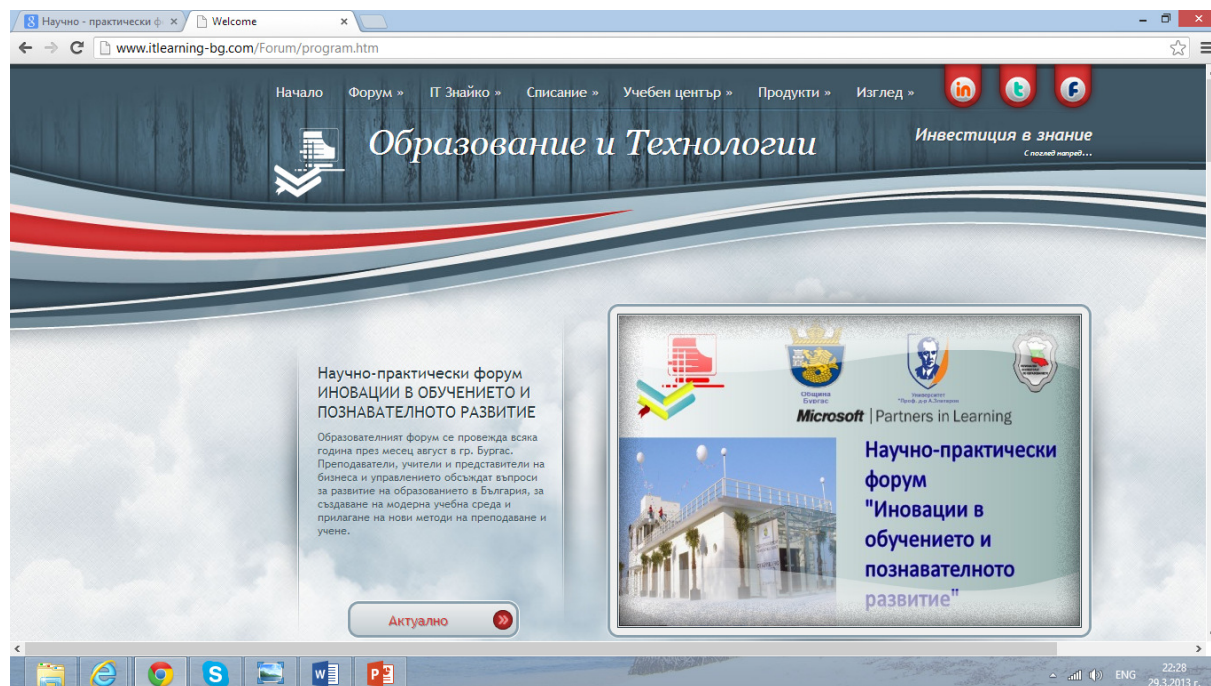 Научно - практически ф
Welcome
www.itlearning-bg.com/Forum/program.htm
Начало Форум » IT Знайко » Списание » Учебен център » Продукти » Изглед »
in t f
Образование и Технологии
Инвестиция в знание
С поглед напред...
Научно-практически форум
ИНОВАЦИИ В ОБУЧЕНИЕТО И
ПОЗНАВАТЕЛНОТО РАЗВИТИЕ
Образователният форум се провежда всяка
година през месец август в гр. Бургас.
Преподаватели, учители и представители на
бизнеса и управлението обсъждат въпроси
за развитие на образованието в България, за
създаване на модерна учебна среда и
прилагане на нови методи на преподаване и
учене.
Актуално
Община
Бургас
Университет
"Проф. д-р А.Златаров
Microsoft | Partners in Learning
Научно-практически
форум
"Иновации в
обучението и
познавателното
развитие"
ENG
22:28
29.3.2013 г.